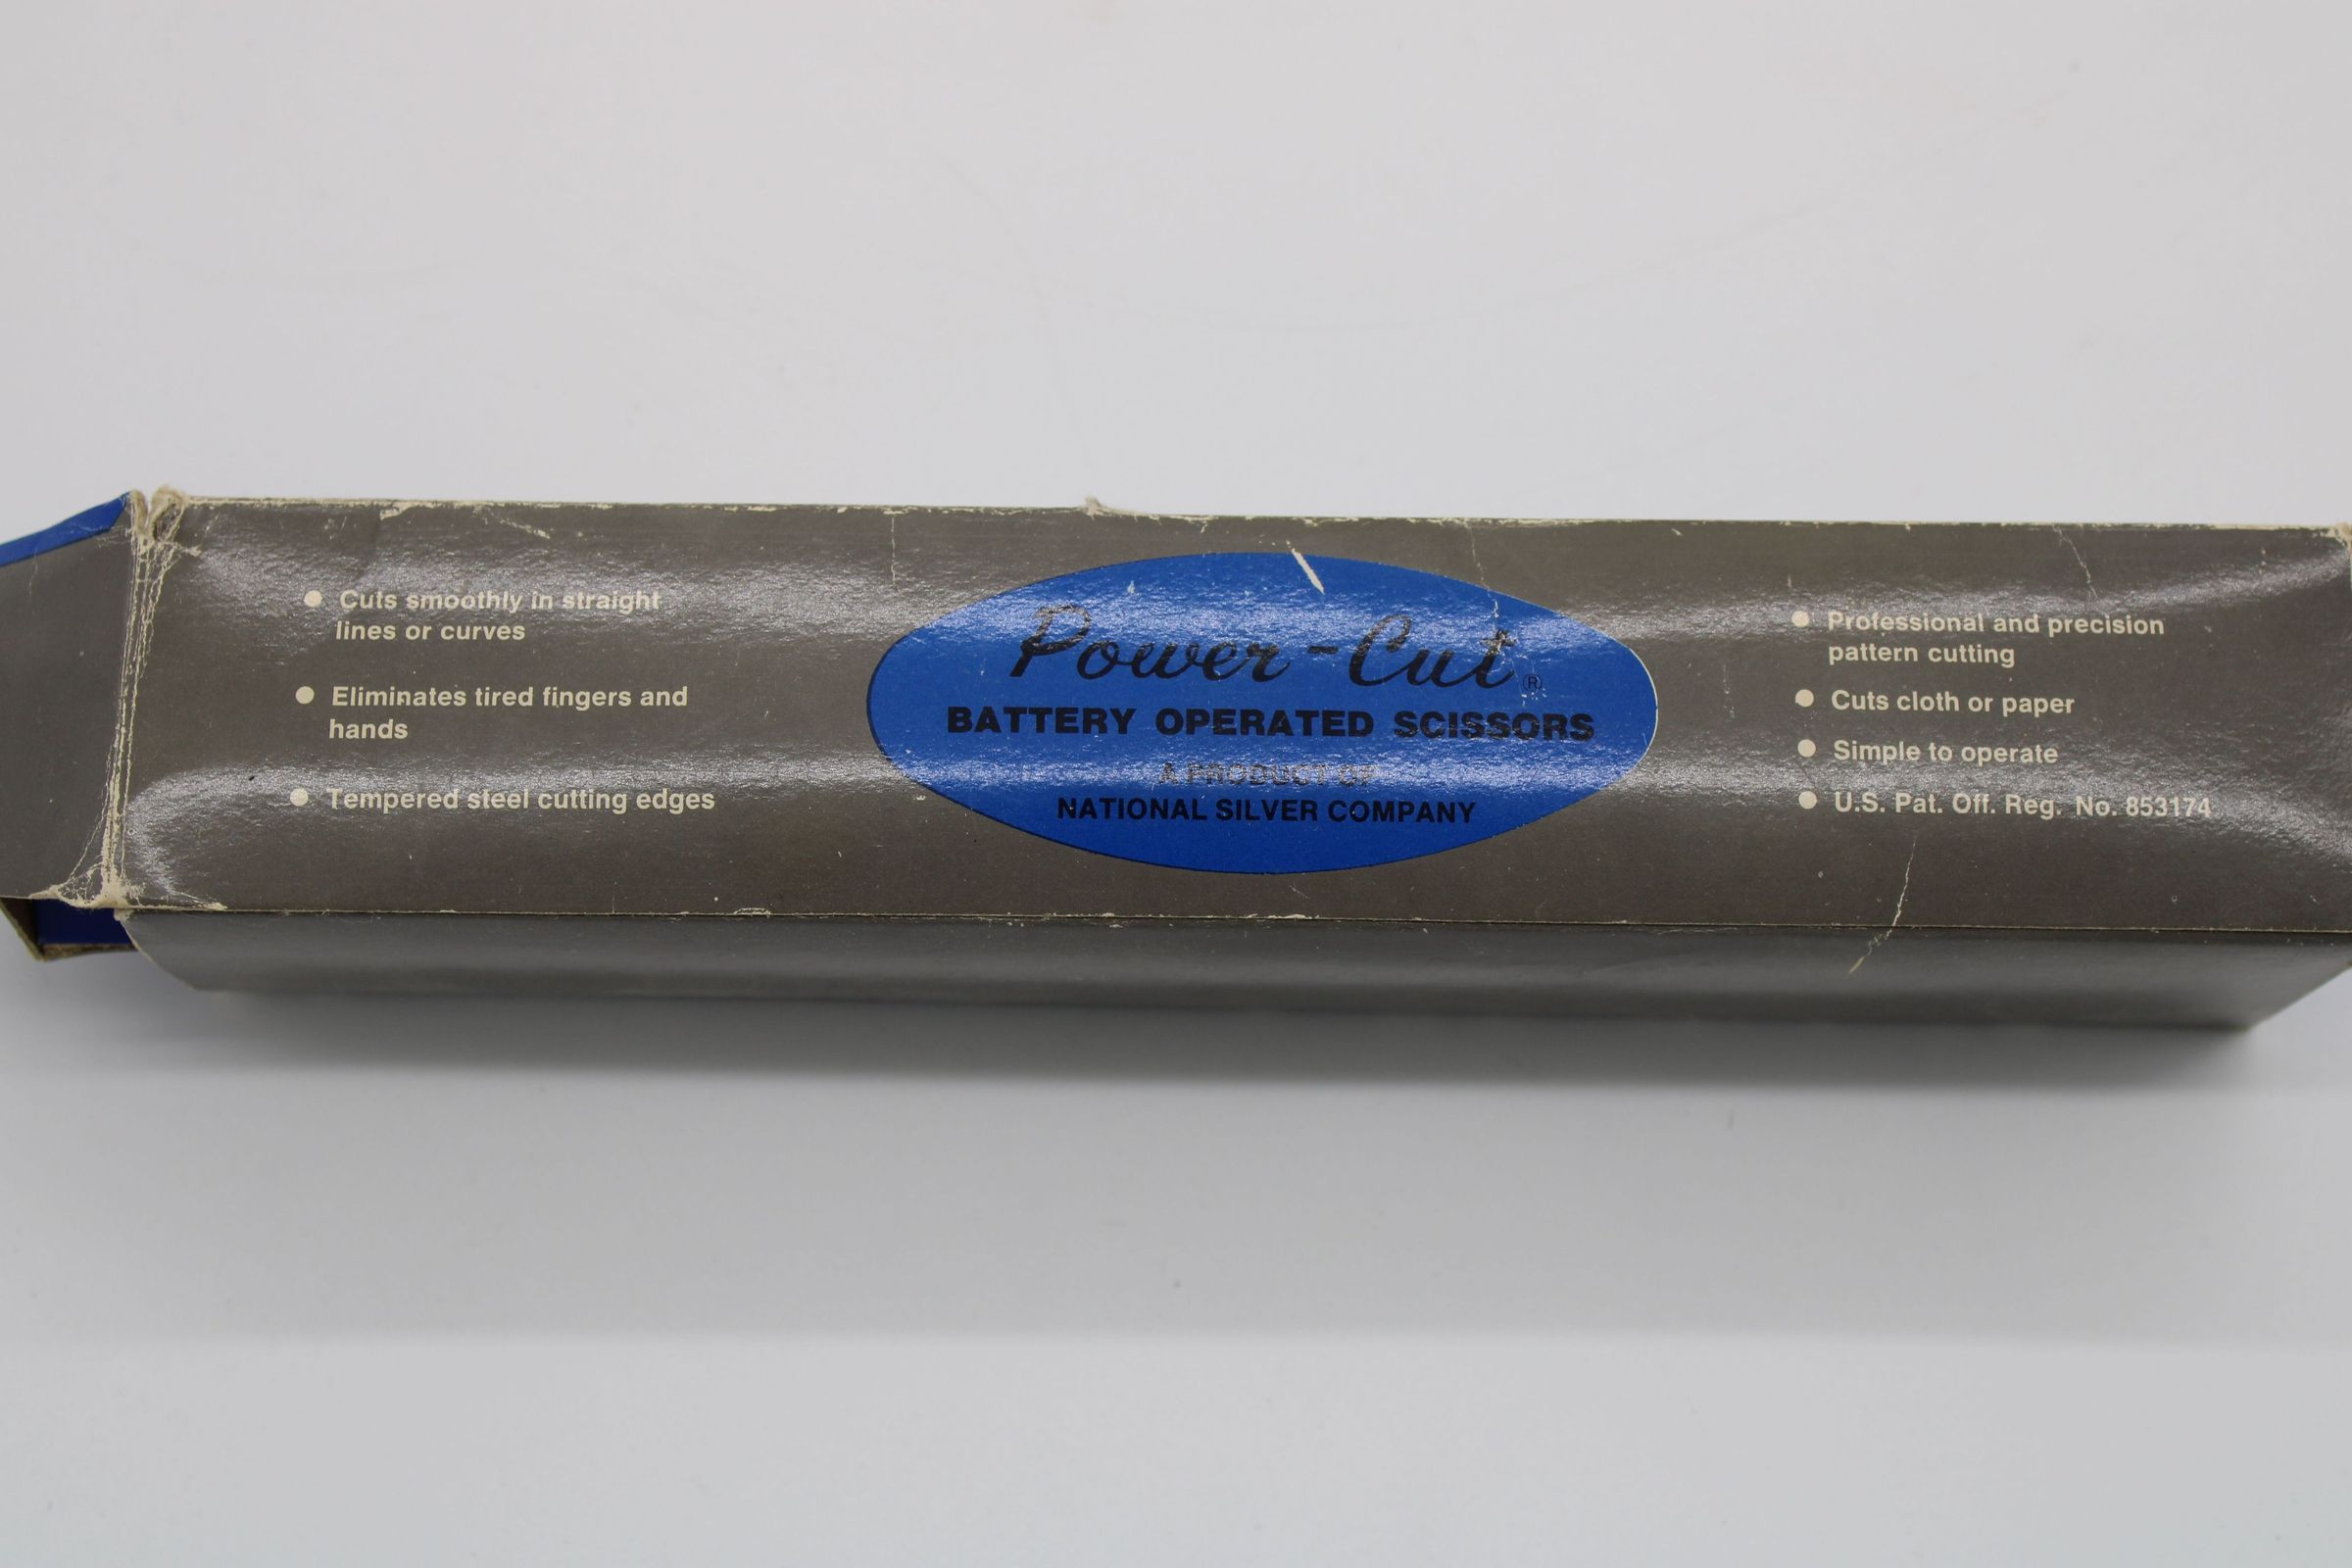 ● Cuts smoothly in straight
lines or curves
● Eliminates tired fingers and
hands
● Tempered steel cutting edges
Power-Cut®
BATTERY OPERATED SCISSORS
A PRODUCT OF
NATIONAL SILVER COMPANY
● Professional and precision
pattern cutting
● Cuts cloth or paper
● Simple to operate
● U.S. Pat. Off. Reg. No. 853174